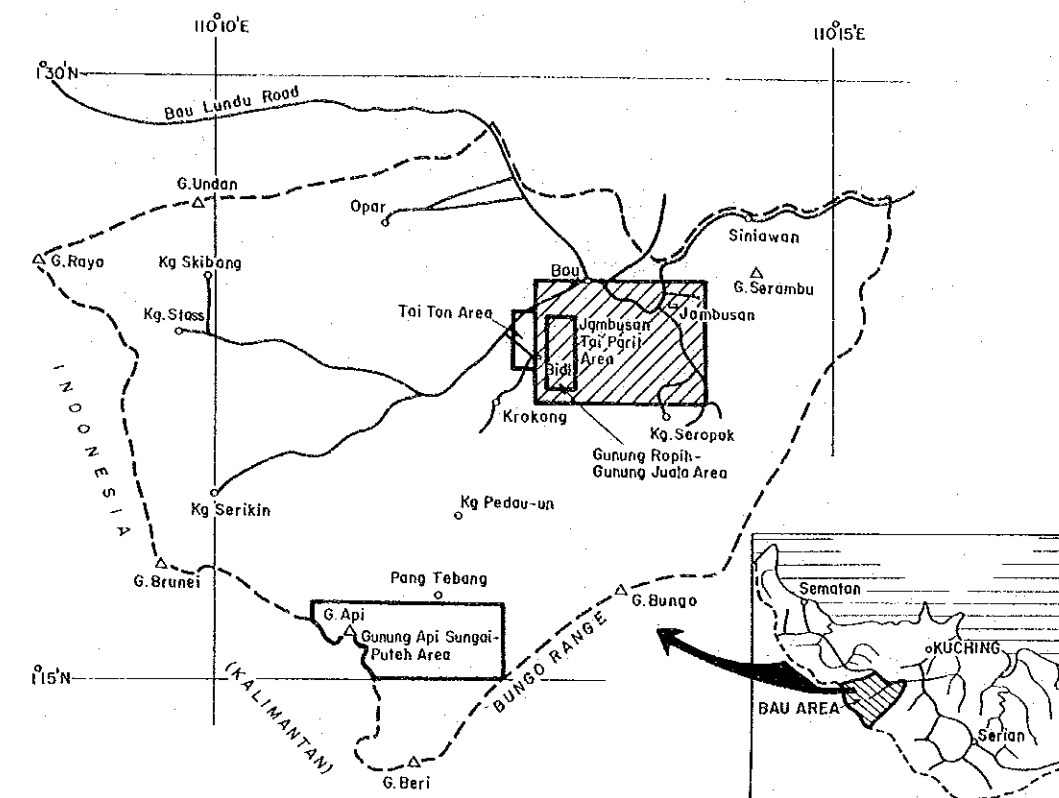 110°10'E
110°15'E
1°30'N
Bau Lundu Road
G.Undan
Opar
Siniawan
G.Raya
Kg Skibang
Bau
G.Serambu
Kg.Stass
Tai Ton Area
Jambusan
Jambusan
Tai Parit
Area
Bidi
Krokong
Kg.Seropak
Gunung Ropih-
Gunung Juala Area
INDONESIA
Kg Serikin
Kg Pedau-un
G.Brunei
Pang Tebang
G.Bungo
G.Api
Gunung Api Sungai-
Puteh Area
BUNGO RANGE
1°15'N
(KALIMANTAN)
G.Beri
Sematan
KUCHING
BAU AREA
Serian